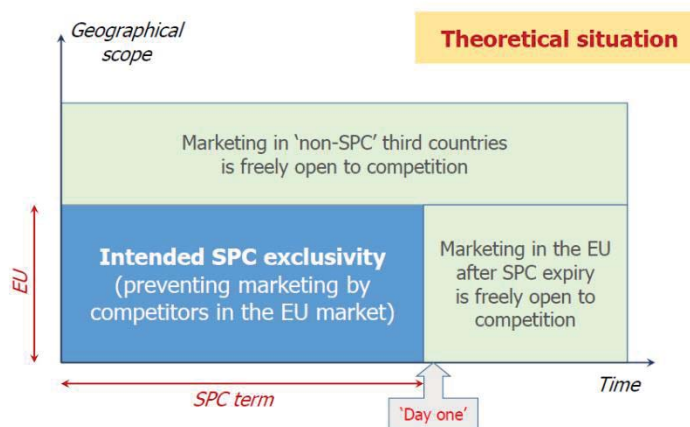 Geographical
scope
Theoretical situation
Marketing in ‘non-SPC’ third countries
is freely open to competition
EU
Intended SPC exclusivity
(preventing marketing by
competitors in the EU market)
Marketing in the EU
after SPC expiry
is freely open to
competition
SPC term
Time
‘Day one’